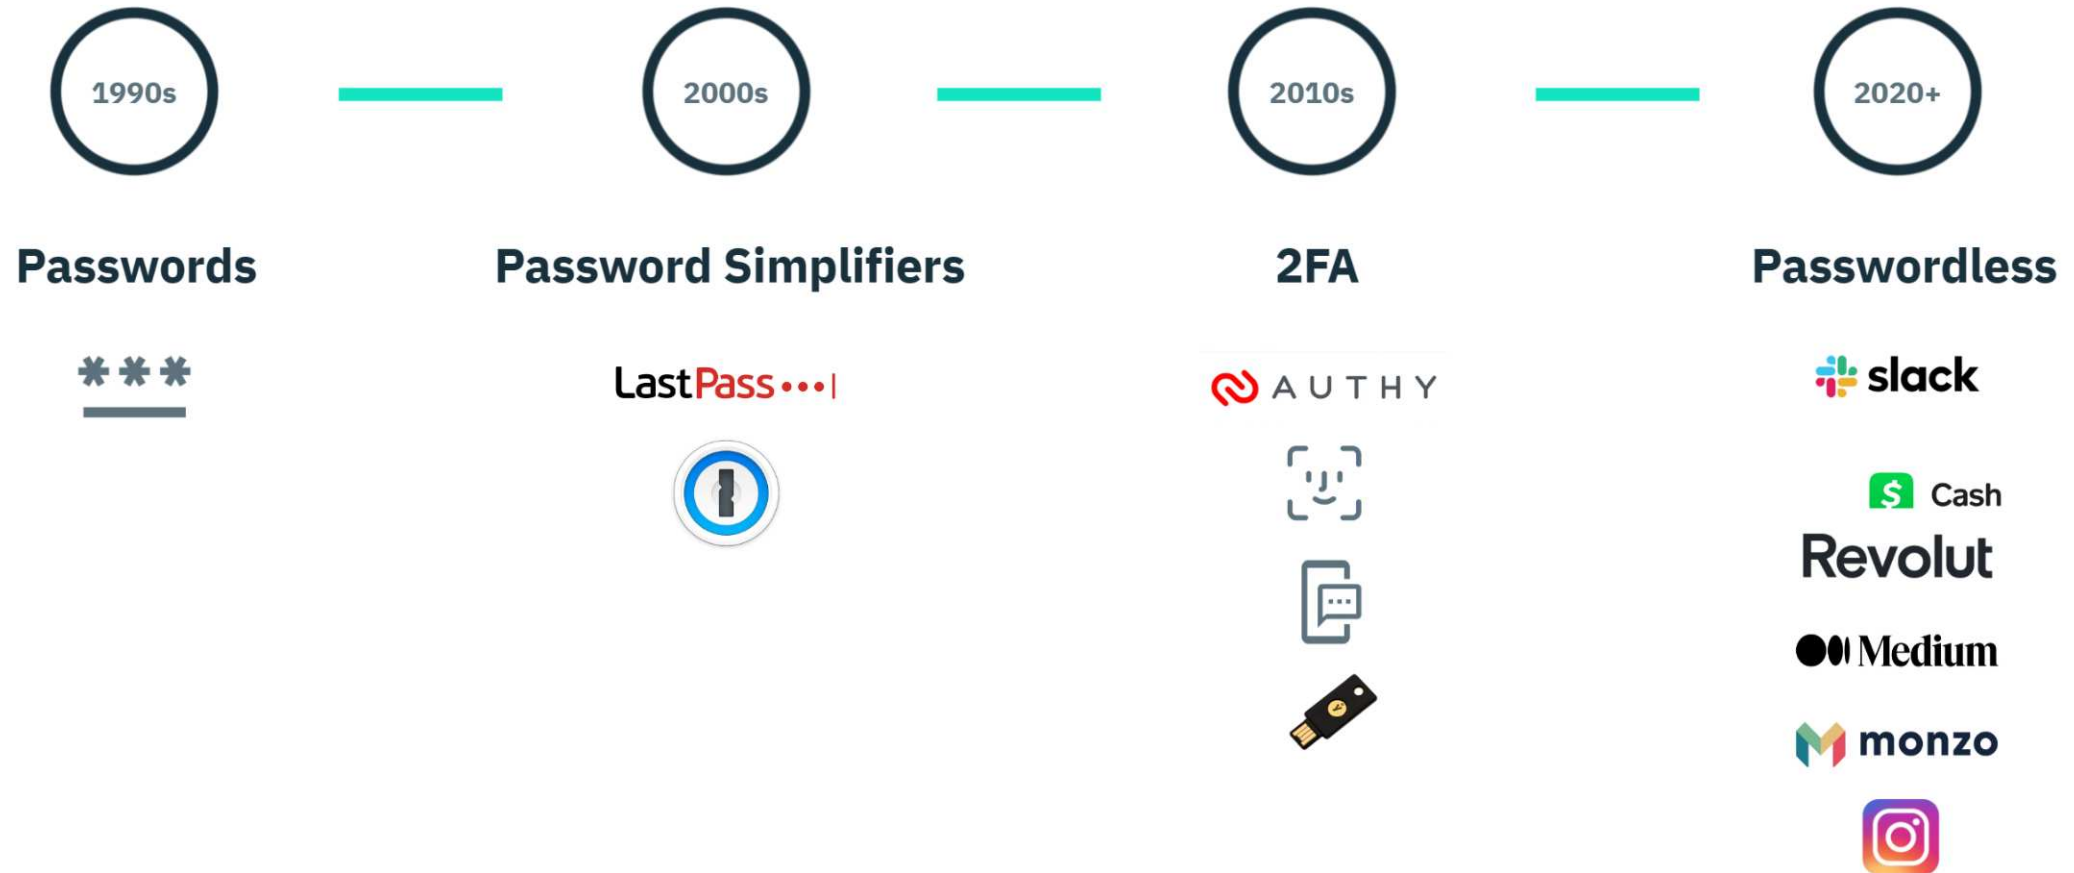 1990s
2000s
2010s
2020+
Passwords
Password Simplifiers
2FA
Passwordless
***
LastPass
AUTHY
slack
$ Cash
Revolut
Medium
monzo